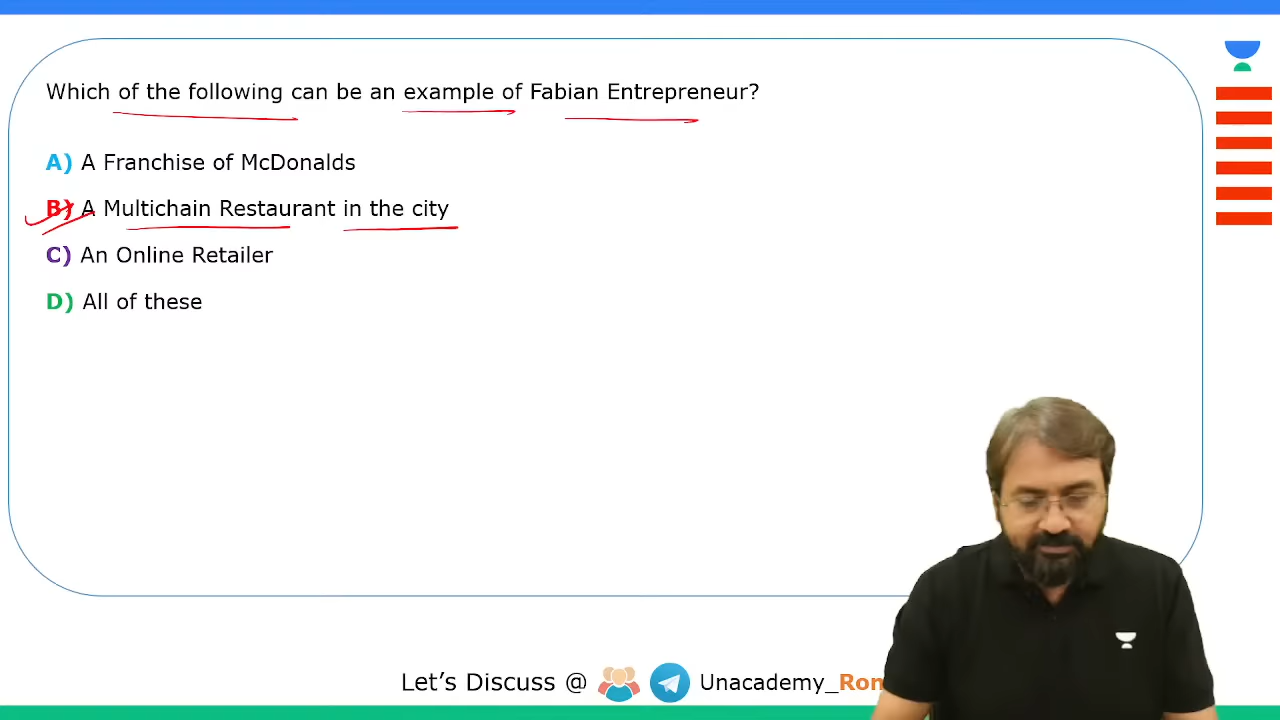 Which of the following can be an example of Fabian Entrepreneur?
A) A Franchise of McDonalds
B) A Multichain Restaurant in the city
C) An Online Retailer
D) All of these
Let’s Discuss @ Unacademy_Ron